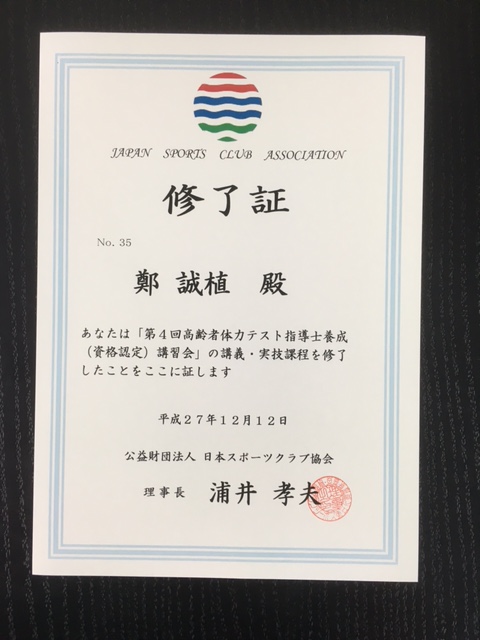 JAPAN SPORTS CLUB ASSOCIATION
修了証
No. 35
鄭 誠植 殿
あなたは「第４回高齢者体力テスト指導士養成
（資格認定）講習会」の講義・実技課程を修了
したことをここに証します
平成２７年１２月１２日
公益財団法人 日本スポーツクラブ協会
理事長 浦井 孝夫